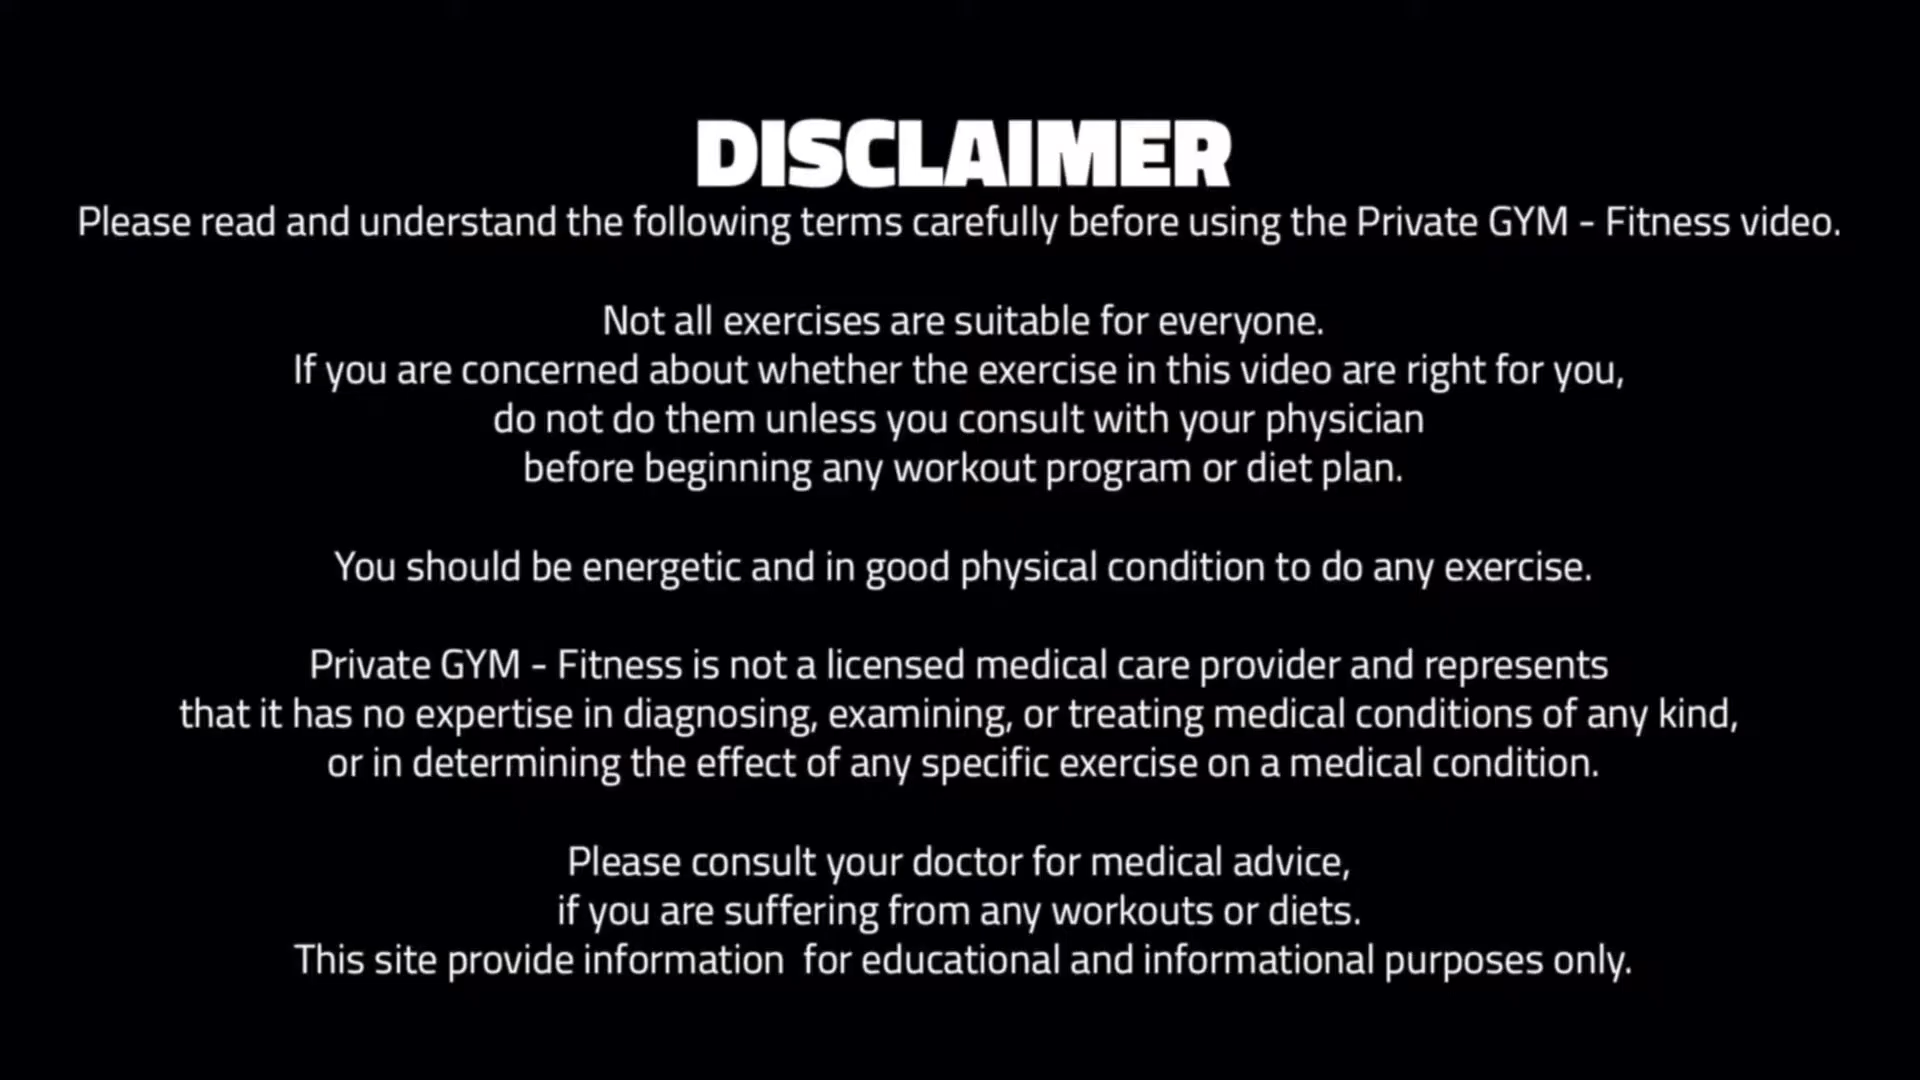 DISCLAIMER
Please read and understand the following terms carefully before using the Private GYM - Fitness video.
Not all exercises are suitable for everyone.
If you are concerned about whether the exercise in this video are right for you,
do not do them unless you consult with your physician
before beginning any workout program or diet plan.
You should be energetic and in good physical condition to do any exercise.
Private GYM - Fitness is not a licensed medical care provider and represents
that it has no expertise in diagnosing, examining, or treating medical conditions of any kind,
or in determining the effect of any specific exercise on a medical condition.
Please consult your doctor for medical advice,
if you are suffering from any workouts or diets.
This site provide information  for educational and informational purposes only.